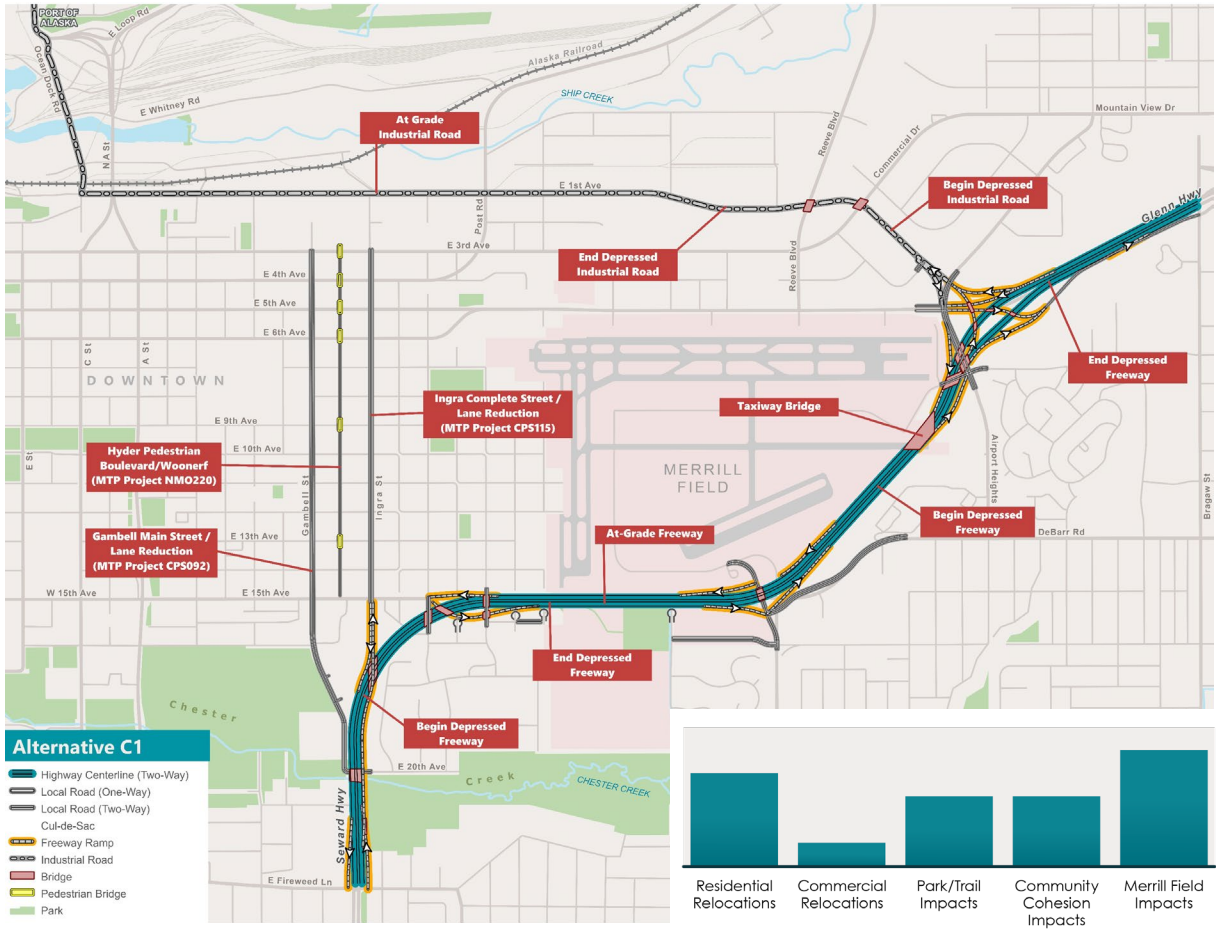 PORT OF
ALASKA
E Loop Rd
Ocean Dock Rd
E Whitney Rd
Alaska Railroad
SHIP CREEK
N A St
At Grade
Industrial Road
E 1st Ave
Post Rd
Reeve Blvd
Commercial Dr
Mountain View Dr
Begin Depressed
Industrial Road
Glenn Hwy
End Depressed
Industrial Road
Reeve Blvd
E 3rd Ave
E 4th Ave
E 5th Ave
E 6th Ave
C St
A St
DOWNTOWN
End Depressed
Freeway
Ingra Complete Street /
Lane Reduction
(MTP Project CPS115)
Taxiway Bridge
E 9th Ave
E 10th Ave
E St
Hyder Pedestrian
Boulevard/Woonerf
(MTP Project NMO220)
Gambell St
Ingra St
MERRILL
FIELD
Airport Heights
Bragaw St
Begin Depressed
Freeway
DeBarr Rd
Gambell Main Street /
Lane Reduction
(MTP Project CPS092)
E 13th Ave
At-Grade Freeway
W 15th Ave
E 15th Ave
End Depressed
Freeway
Chester
Begin Depressed
Freeway
E 20th Ave
Creek
CHESTER CREEK
Seward Hwy
E Fireweed Ln
Alternative C1
Highway Centerline (Two-Way)
Local Road (One-Way)
Local Road (Two-Way)
Cul-de-Sac
Freeway Ramp
Industrial Road
Bridge
Pedestrian Bridge
Park
Residential
Relocations
Commercial
Relocations
Park/Trail
Impacts
Community
Cohesion
Impacts
Merrill Field
Impacts